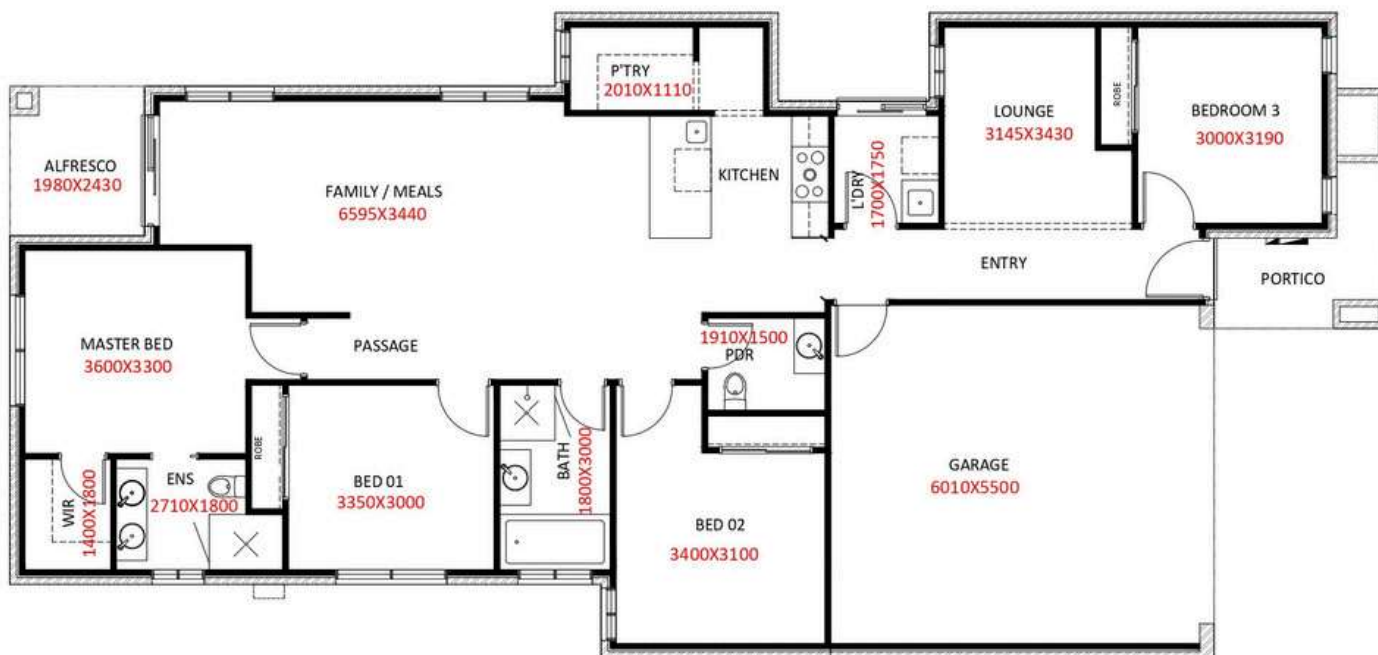 P'TRY
2010X1110
LOUNGE
3145X3430
ROBE
BEDROOM 3
3000X3190
ALFRESCO
1980X2430
FAMILY / MEALS
6595X3440
KITCHEN
L'DRY
1700X1750
ENTRY
PORTICO
MASTER BED
3600X3300
PASSAGE
1910X1500
PDR
ROBE
WIR
1400X1800
ENS
2710X1800
BED 01
3350X3000
BATH
1800X3000
BED 02
3400X3100
GARAGE
6010X5500